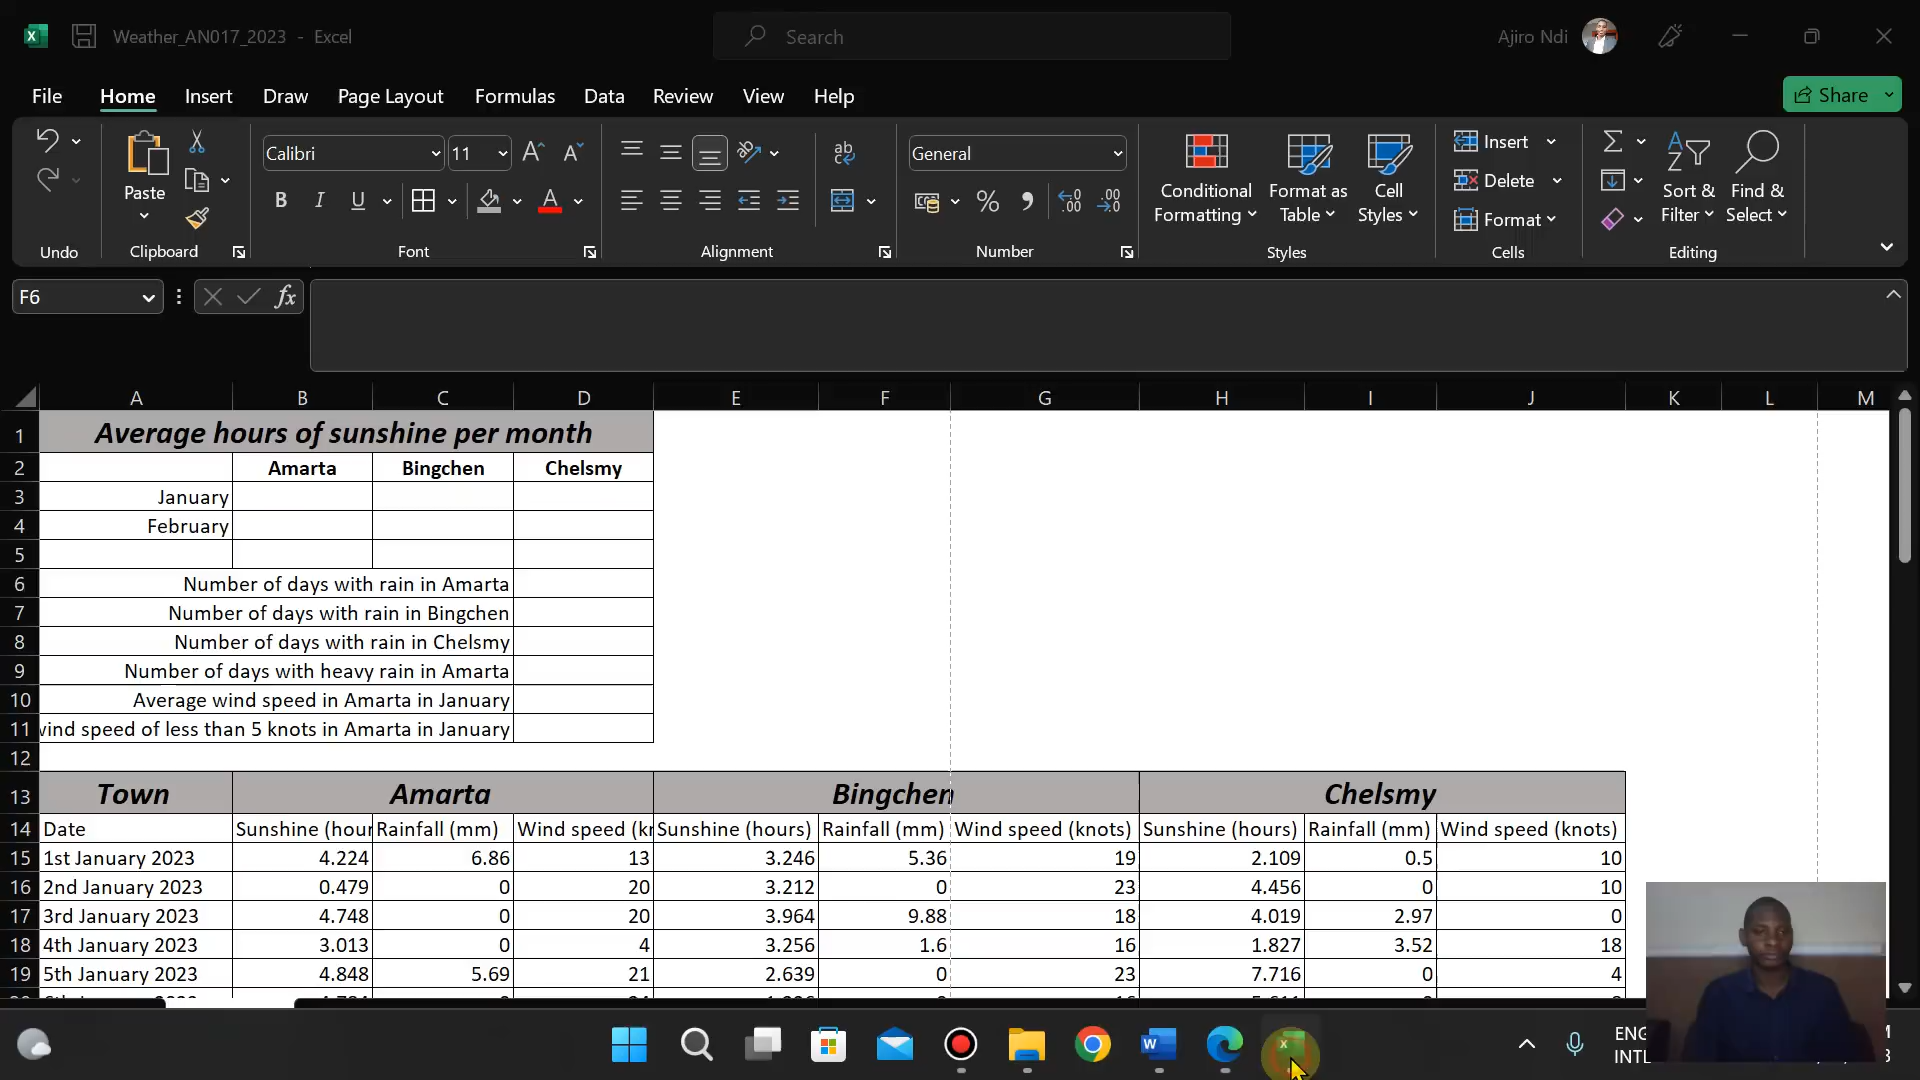 Weather_AN017_2023 - Excel
Search
Ajiro Ndi
File Home Insert Draw Page Layout Formulas Data Review View Help
Share
Paste
Calibri 11
B I U
ab
General
Conditional Formatting
Format as Table
Cell Styles
Insert
Delete
Format
Sort & Filter
Find & Select
Undo Clipboard Font Alignment Number Styles Cells Editing
F6 fx
A B C D E F G H I J K L M
1 Average hours of sunshine per month
2 Amarta Bingchen Chelsmy
3 January
4 February
5
6 Number of days with rain in Amarta
7 Number of days with rain in Bingchen
8 Number of days with rain in Chelsmy
9 Number of days with heavy rain in Amarta
10 Average wind speed in Amarta in January
11 wind speed of less than 5 knots in Amarta in January
12
13 Town Amarta Bingchen Chelsmy
14 Date Sunshine (hour Rainfall (mm) Wind speed (kr Sunshine (hours) Rainfall (mm) Wind speed (knots) Sunshine (hours) Rainfall (mm) Wind speed (knots)
15 1st January 2023 4.224 6.86 13 3.246 5.36 19 2.109 0.5 10
16 2nd January 2023 0.479 0 20 3.212 0 23 4.456 0 10
17 3rd January 2023 4.748 0 20 3.964 9.88 18 4.019 2.97 0
18 4th January 2023 3.013 0 4 3.256 1.6 16 1.827 3.52 18
19 5th January 2023 4.848 5.69 21 2.639 0 23 7.716 0 4
ENG
INTL